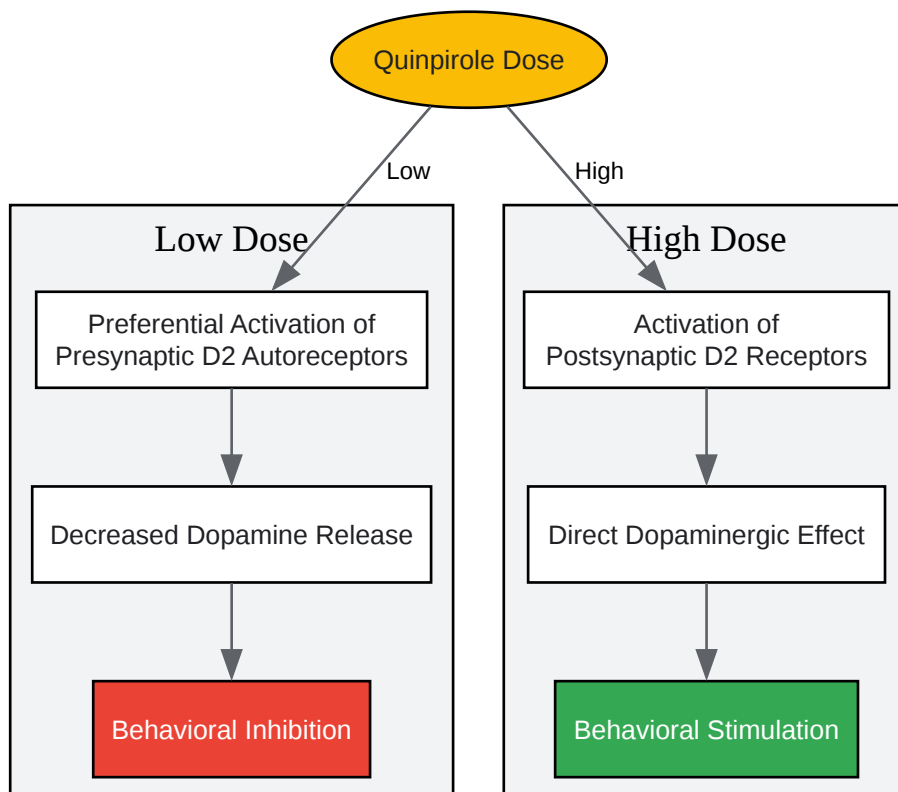 Quinpirole Dose
Low
High
Low Dose
Preferential Activation of
Presynaptic D2 Autoreceptors
Decreased Dopamine Release
Behavioral Inhibition
High Dose
Activation of
Postsynaptic D2 Receptors
Direct Dopaminergic Effect
Behavioral Stimulation